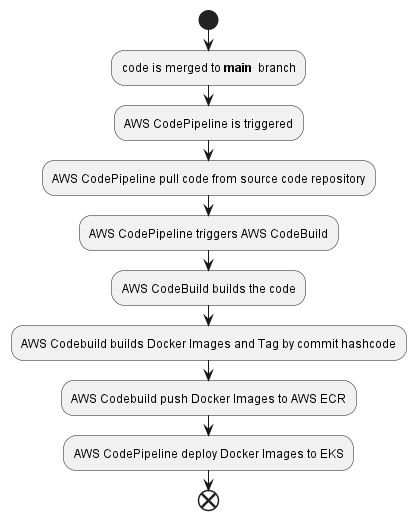 code is merged to main branch
AWS CodePipeline is triggered
AWS CodePipeline pull code from source code repository
AWS CodePipeline triggers AWS CodeBuild
AWS CodeBuild builds the code
AWS Codebuild builds Docker Images and Tag by commit hashcode
AWS Codebuild push Docker Images to AWS ECR
AWS CodePipeline deploy Docker Images to EKS